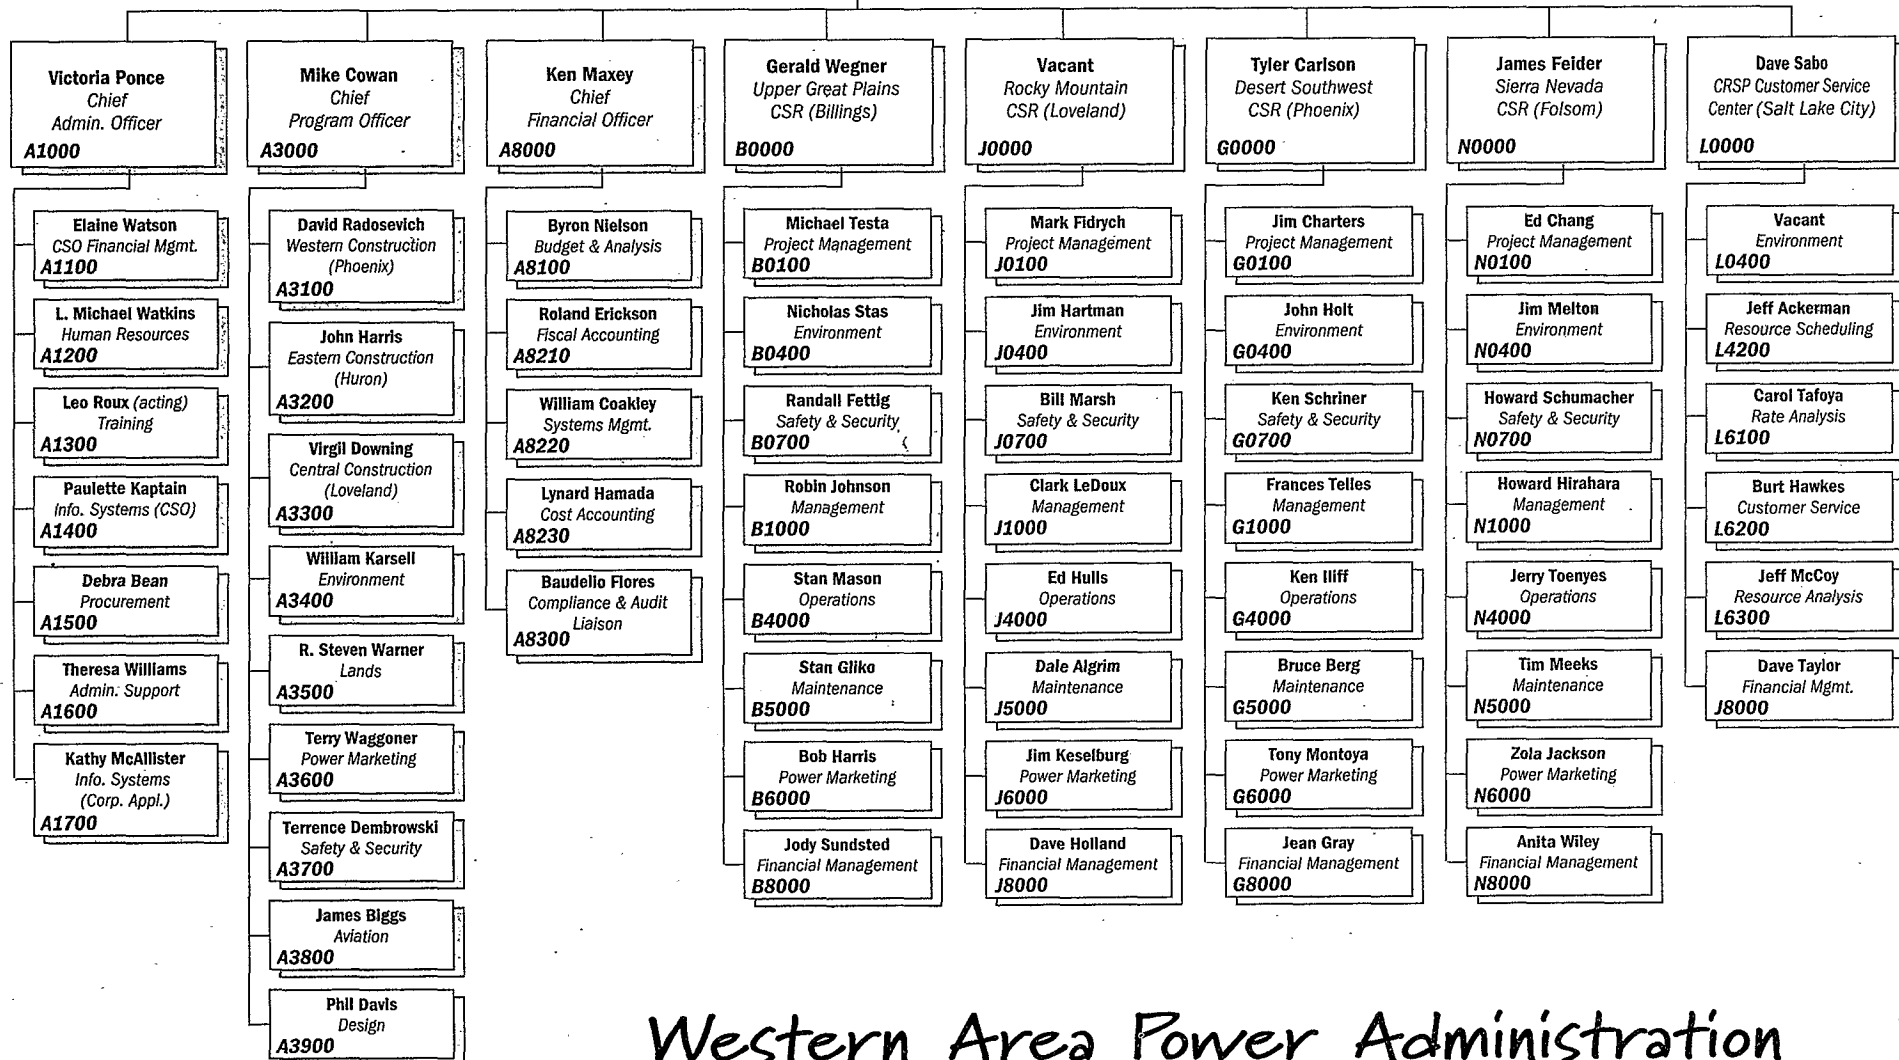 Victoria Ponce
Chief
Admin. Officer
A1000
Elaine Watson
CSO Financial Mgmt.
A1100
L. Michael Watkins
Human Resources
A1200
Leo Roux (acting)
Training
A1300
Paulette Kaptain
Info. Systems (CSO)
A1400
Debra Bean
Procurement
A1500
Theresa Williams
Admin. Support
A1600
Kathy McAllister
Info. Systems
(Corp. Appl.)
A1700
Mike Cowan
Chief
Program Officer
A3000
David Radosevich
Western Construction
(Phoenix)
A3100
John Harris
Eastern Construction
(Huron)
A3200
Virgil Downing
Central Construction
(Loveland)
A3300
William Karsell
Environment
A3400
R. Steven Warner
Lands
A3500
Terry Waggoner
Power Marketing
A3600
Terrence Dembrowski
Safety & Security
A3700
James Biggs
Aviation
A3800
Phil Davis
Design
A3900
Ken Maxey
Chief
Financial Officer
A8000
Byron Nielson
Budget & Analysis
A8100
Roland Erickson
Fiscal Accounting
A8210
William Coakley
Systems Mgmt.
A8220
Lynard Hamada
Cost Accounting
A8230
Baudelio Flores
Compliance & Audit
Liaison
A8300
Gerald Wegner
Upper Great Plains
CSR (Billings)
B0000
Michael Testa
Project Management
B0100
Nicholas Stas
Environment
B0400
Randall Fettig
Safety & Security
B0700
Robin Johnson
Management
B1000
Stan Mason
Operations
B4000
Stan Gliko
Maintenance
B5000
Bob Harris
Power Marketing
B6000
Jody Sundsted
Financial Management
B8000
Vacant
Rocky Mountain
CSR (Loveland)
J0000
Mark Fidrych
Project Management
J0100
Jim Hartman
Environment
J0400
Bill Marsh
Safety & Security
J0700
Clark LeDoux
Management
J1000
Ed Hulls
Operations
J4000
Dale Algrim
Maintenance
J5000
Jim Keselburg
Power Marketing
J6000
Dave Holland
Financial Management
J8000
Tyler Carlson
Desert Southwest
CSR (Phoenix)
G0000
Jim Charters
Project Management
G0100
John Holt
Environment
G0400
Ken Schriner
Safety & Security
G0700
Frances Telles
Management
G1000
Ken Iliff
Operations
G4000
Bruce Berg
Maintenance
G5000
Tony Montoya
Power Marketing
G6000
Jean Gray
Financial Management
G8000
James Feider
Sierra Nevada
CSR (Folsom)
N0000
Ed Chang
Project Management
N0100
Jim Melton
Environment
N0400
Howard Schumacher
Safety & Security
N0700
Howard Hirahara
Management
N1000
Jerry Toenyes
Operations
N4000
Tim Meeks
Maintenance
N5000
Zola Jackson
Power Marketing
N6000
Anita Wiley
Financial Management
N8000
Dave Sabo
CRSP Customer Service
Center (Salt Lake City)
L0000
Vacant
Environment
L0400
Jeff Ackerman
Resource Scheduling
L4200
Carol Tafoya
Rate Analysis
L6100
Burt Hawkes
Customer Service
L6200
Jeff McCoy
Resource Analysis
L6300
Dave Taylor
Financial Mgmt.
J8000
Western Area Power Administration